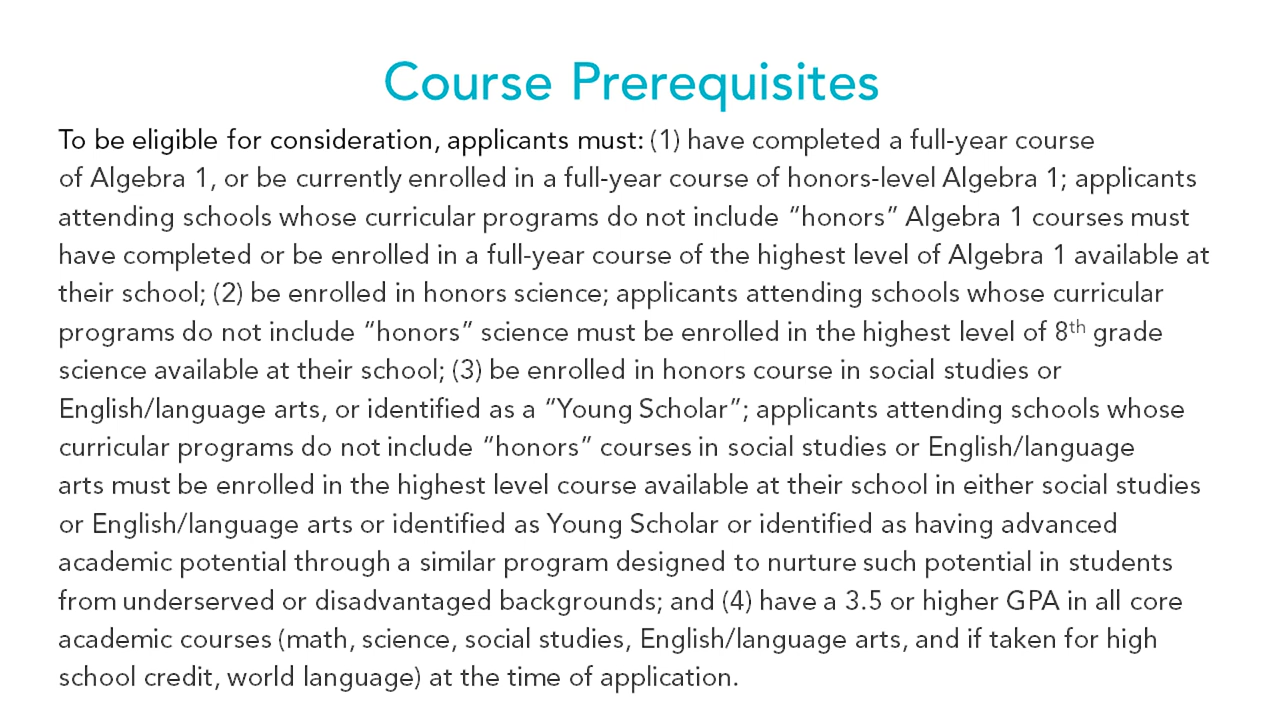 Course Prerequisites
To be eligible for consideration, applicants must: (1) have completed a full-year course
of Algebra 1, or be currently enrolled in a full-year course of honors-level Algebra 1; applicants
attending schools whose curricular programs do not include “honors” Algebra 1 courses must
have completed or be enrolled in a full-year course of the highest level of Algebra 1 available at
their school; (2) be enrolled in honors science; applicants attending schools whose curricular
programs do not include “honors” science must be enrolled in the highest level of 8th grade
science available at their school; (3) be enrolled in honors course in social studies or
English/language arts, or identified as a “Young Scholar”; applicants attending schools whose
curricular programs do not include “honors” courses in social studies or English/language
arts must be enrolled in the highest level course available at their school in either social studies
or English/language arts or identified as Young Scholar or identified as having advanced
academic potential through a similar program designed to nurture such potential in students
from underserved or disadvantaged backgrounds; and (4) have a 3.5 or higher GPA in all core
academic courses (math, science, social studies, English/language arts, and if taken for high
school credit, world language) at the time of application.